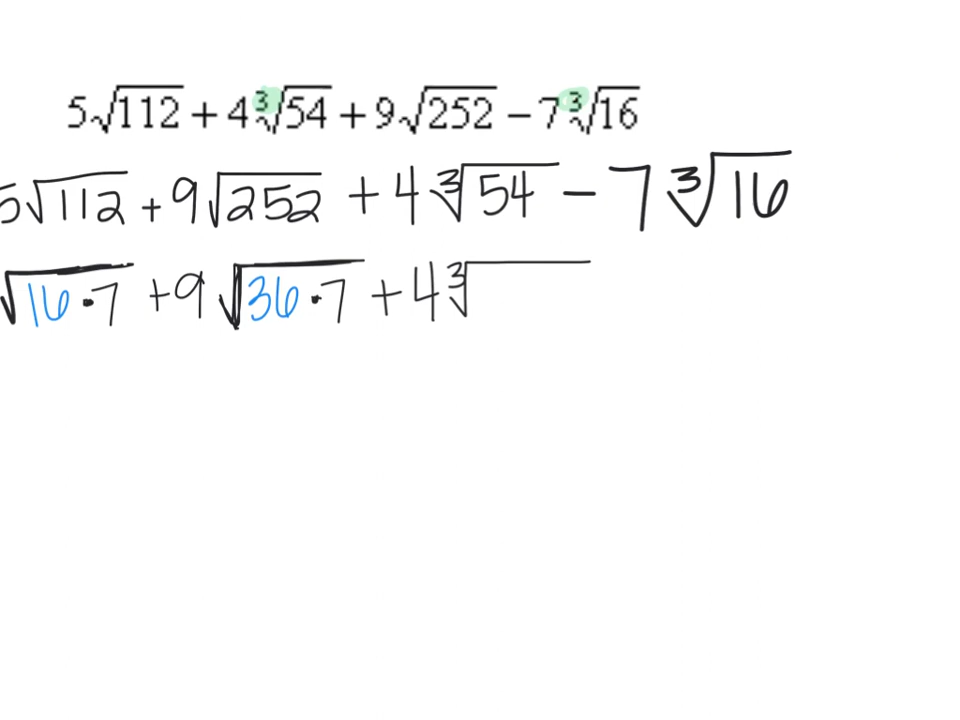 5√112 + 4∛54 + 9√252 − 7∛16
5√112 + 9√252 + 4∛54 − 7∛16
√16·7 + 9√36·7 + 4∛